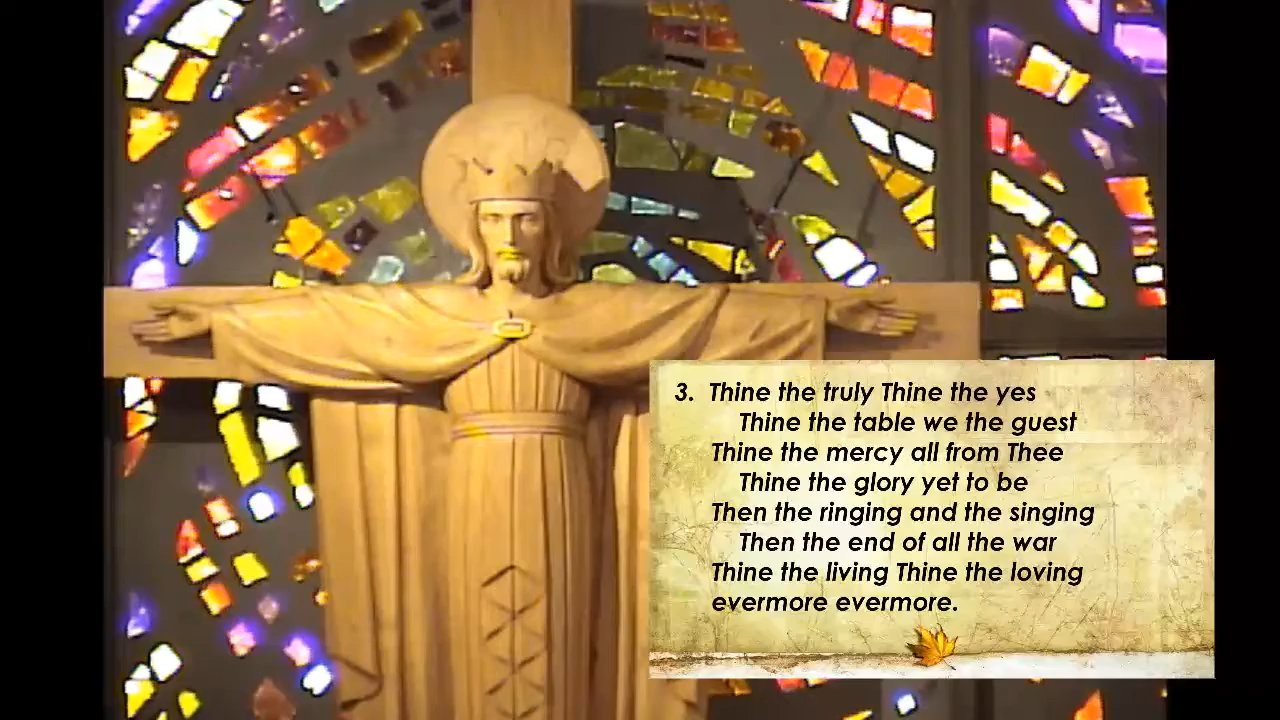 3. Thine the truly Thine the yes
Thine the table we the guest
Thine the mercy all from Thee
Thine the glory yet to be
Then the ringing and the singing
Then the end of all the war
Thine the living Thine the loving
evermore evermore.